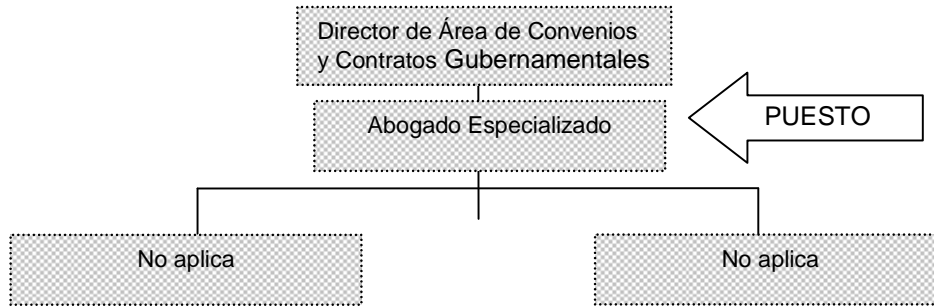 Director de Área de Convenios
y Contratos Gubernamentales
Abogado Especializado
PUESTO
No aplica
No aplica